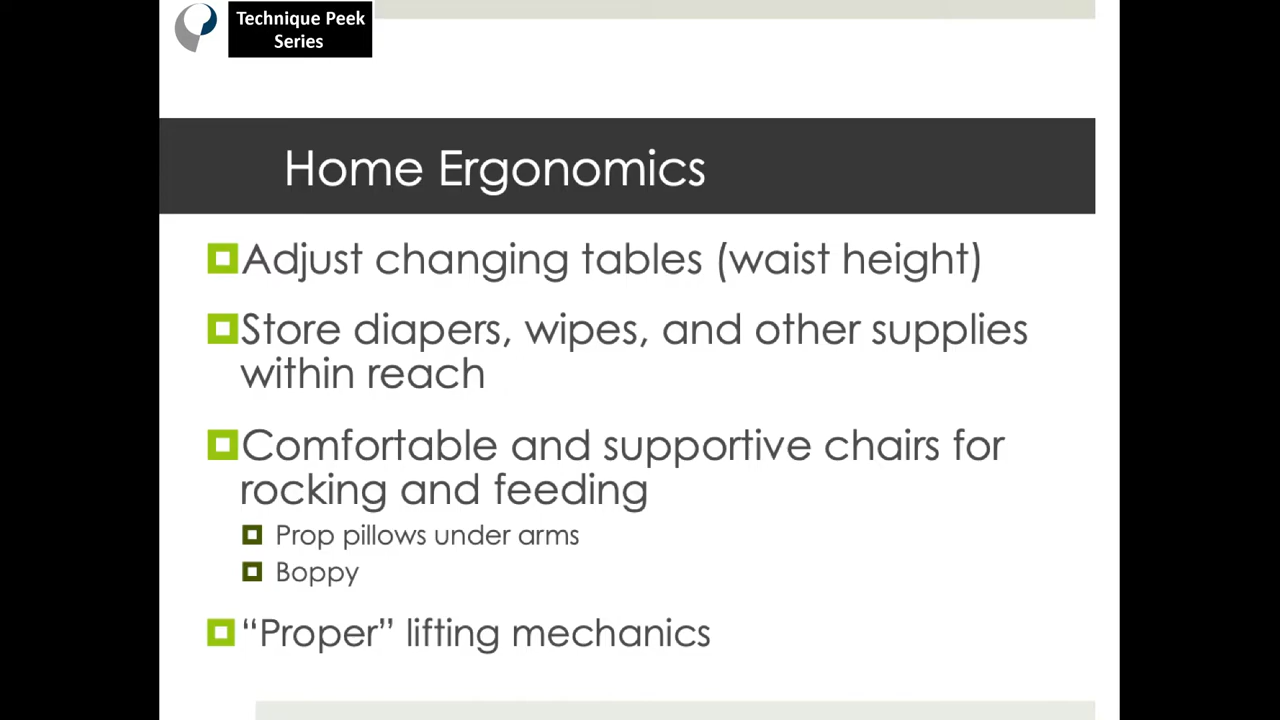 Technique Peek
Series
Home Ergonomics
Adjust changing tables (waist height)
Store diapers, wipes, and other supplies
within reach
Comfortable and supportive chairs for
rocking and feeding
Prop pillows under arms
Boppy
“Proper” lifting mechanics